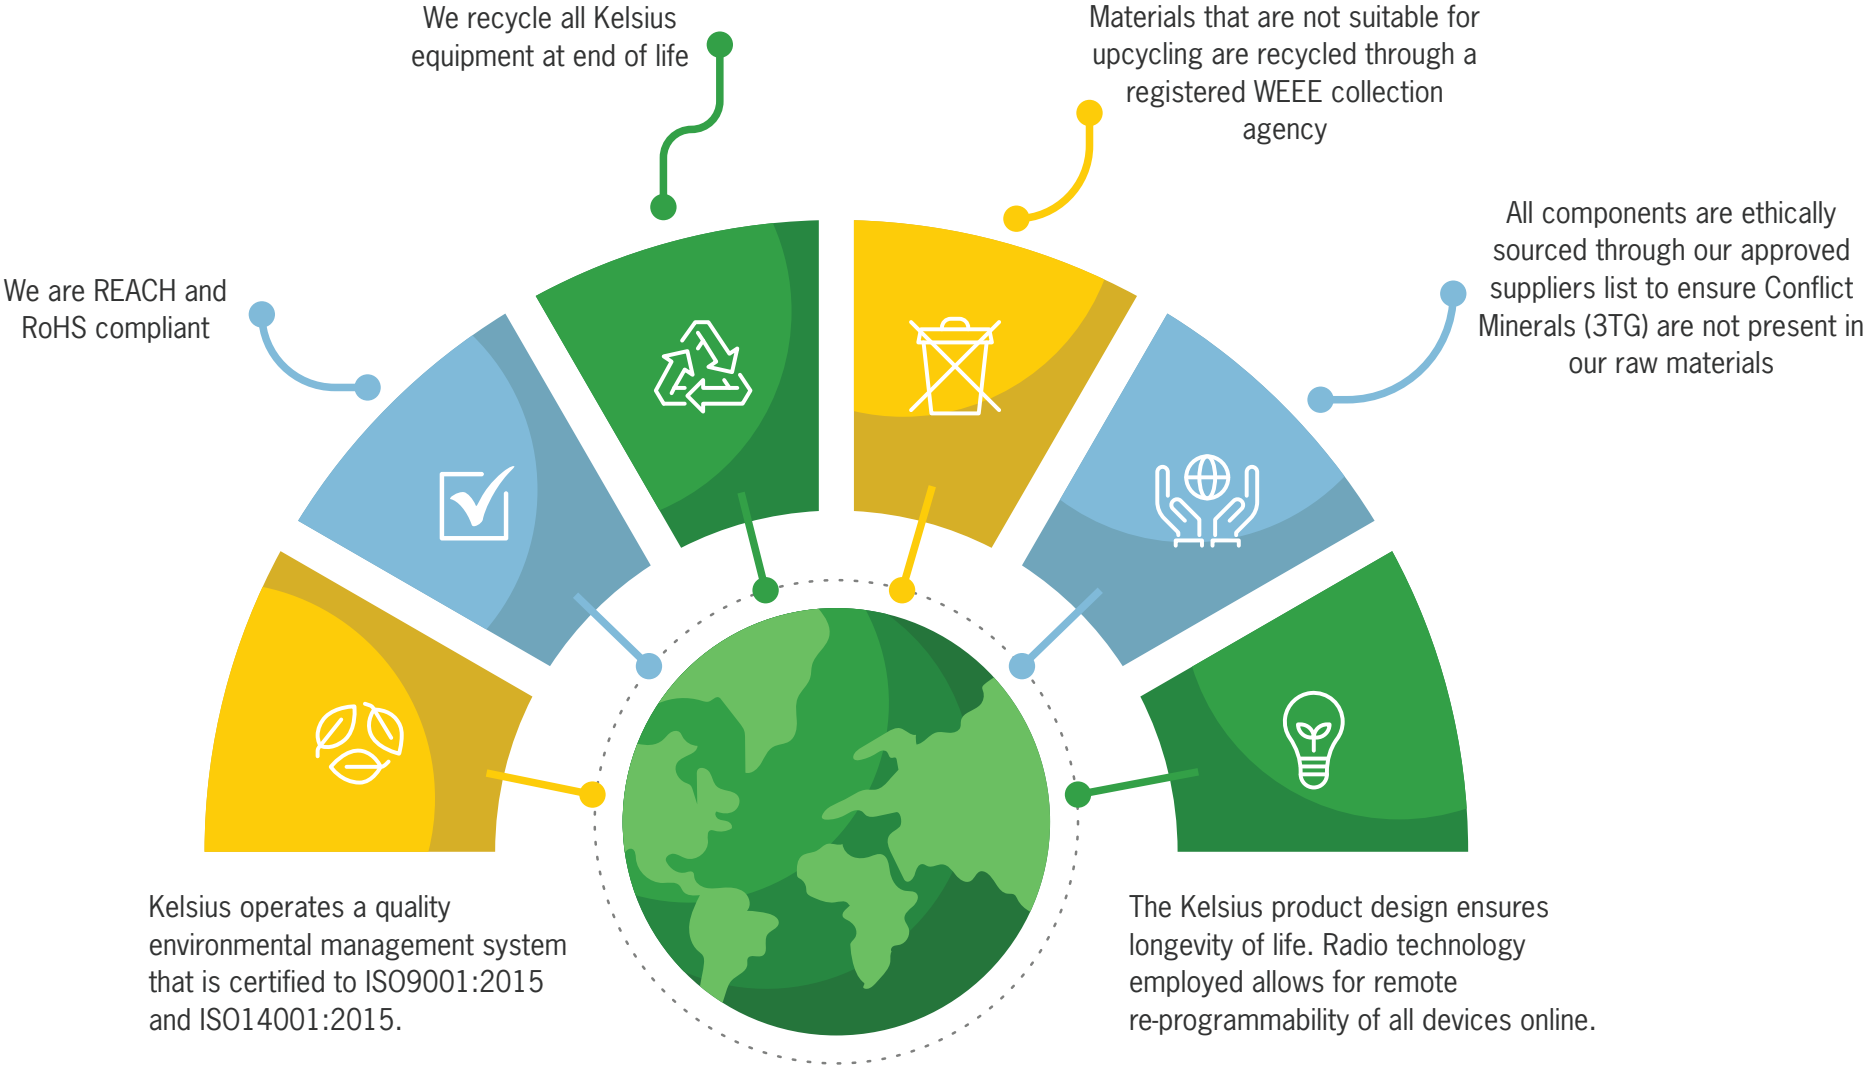 We recycle all Kelsius
equipment at end of life
Materials that are not suitable for
upcycling are recycled through a
registered WEEE collection
agency
All components are ethically
sourced through our approved
suppliers list to ensure Conflict
Minerals (3TG) are not present in
our raw materials
We are REACH and
RoHS compliant
Kelsius operates a quality
environmental management system
that is certified to ISO9001:2015
and ISO14001:2015.
The Kelsius product design ensures
longevity of life. Radio technology
employed allows for remote
re-programmability of all devices online.